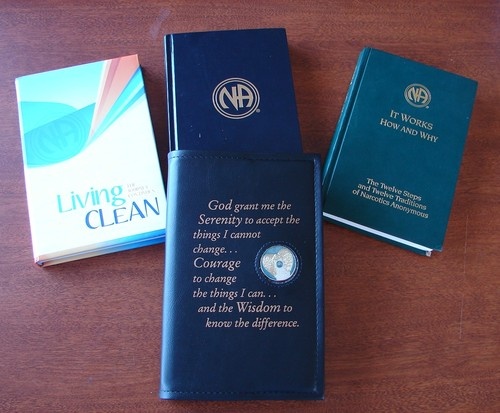 Living
CLEAN
NA
NA
IT WORKS
HOW AND WHY
The Twelve Steps
and Twelve Traditions
of Narcotics Anonymous
God grant me the
Serenity to accept the
things I cannot
change. . .
Courage
to change
the things I can. . .
and the Wisdom to
know the difference.